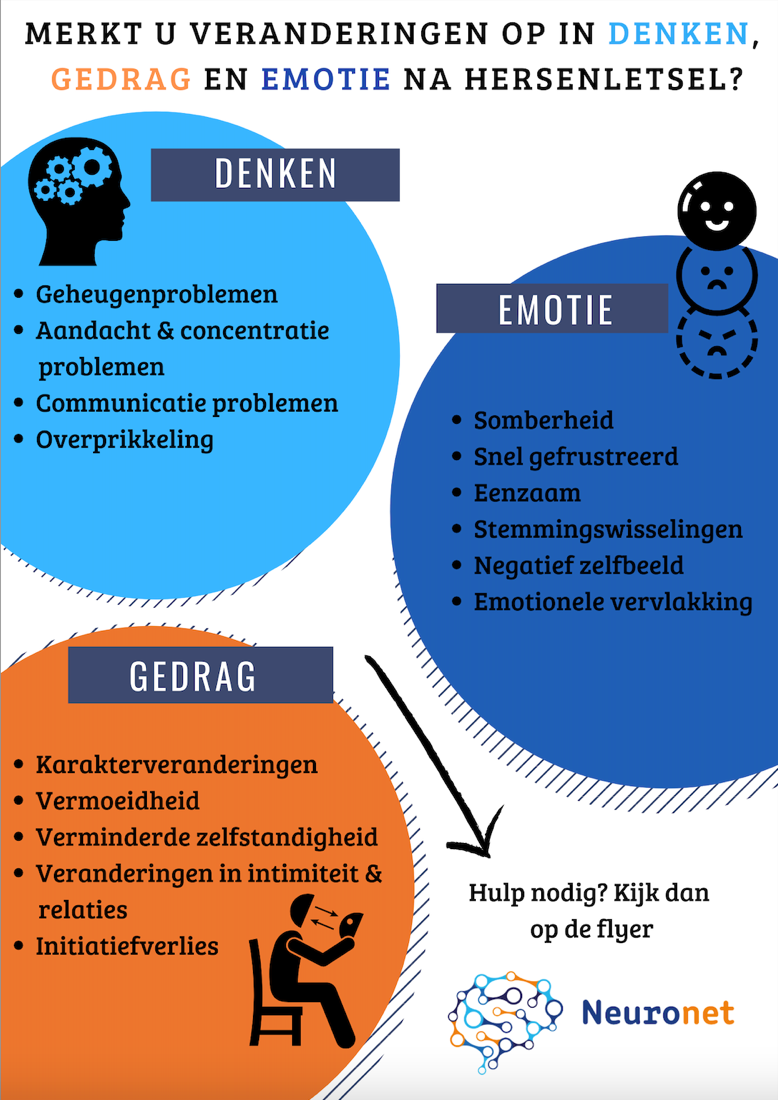 MERKT U VERANDERINGEN OP IN DENKEN,
GEDRAG EN EMOTIE NA HERSENLETSEL?
DENKEN
• Geheugenproblemen
• Aandacht & concentratie
problemen
• Communicatie problemen
• Overprikkeling
EMOTIE
• Somberheid
• Snel gefrustreerd
• Eenzaam
• Stemmingswisselingen
• Negatief zelfbeeld
• Emotionele vervlakking
GEDRAG
• Karakterveranderingen
• Vermoeidheid
• Verminderde zelfstandigheid
• Veranderingen in intimiteit &
relaties
• Initiatiefverlies
Hulp nodig? Kijk dan
op de flyer
Neuronet